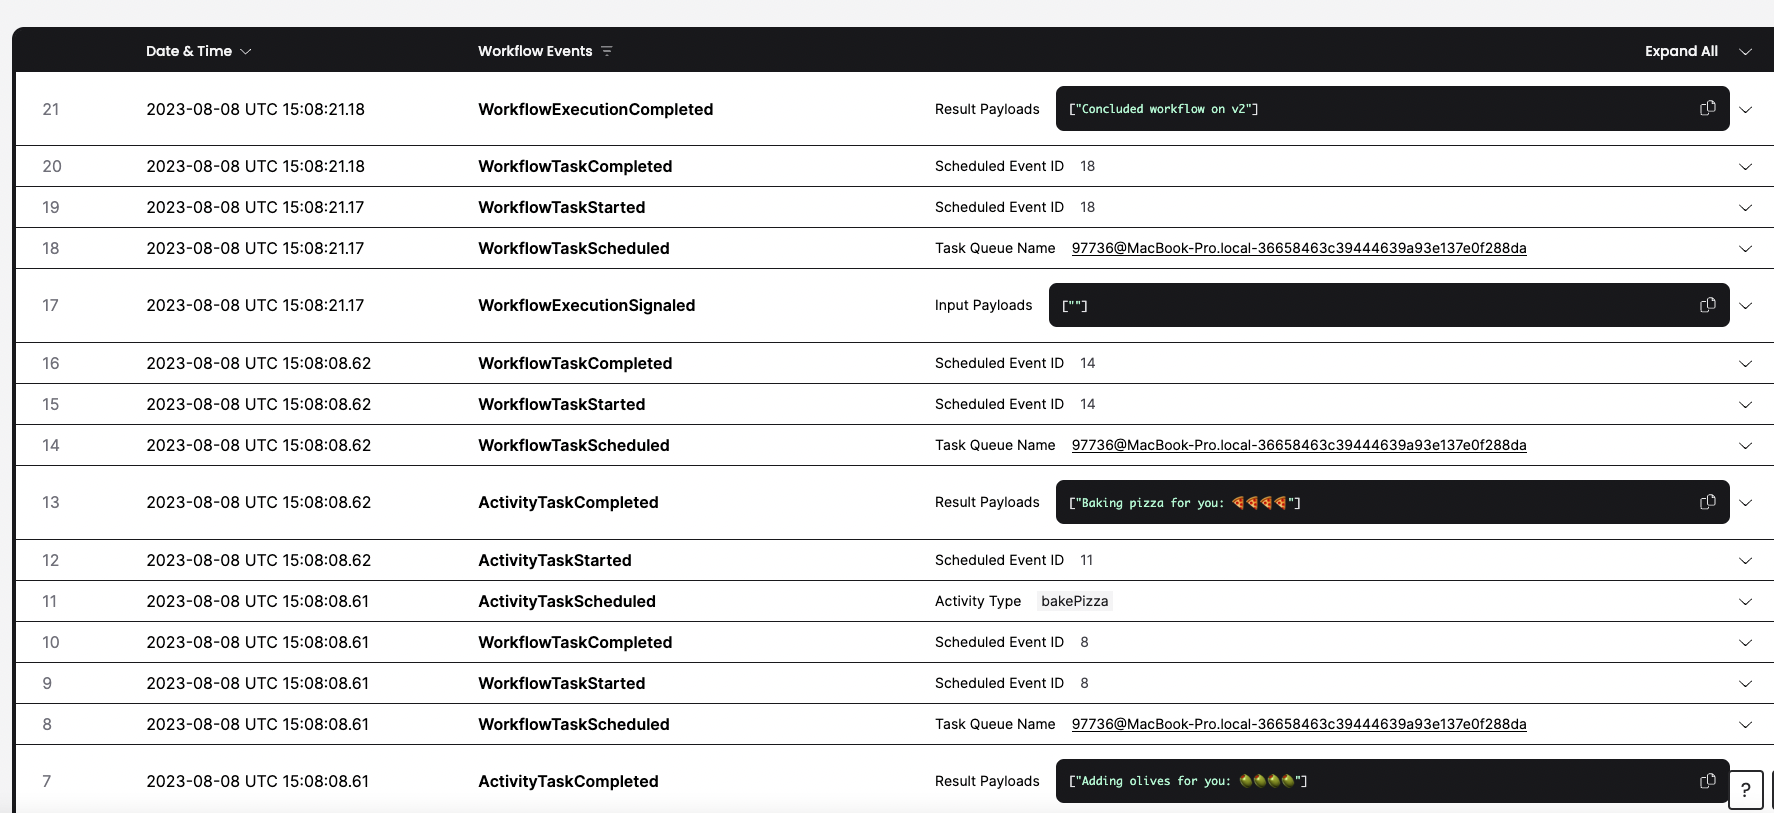 Date & Time Workflow Events Expand All
21 2023-08-08 UTC 15:08:21.18 WorkflowExecutionCompleted Result Payloads ["Concluded workflow on v2"]
20 2023-08-08 UTC 15:08:21.18 WorkflowTaskCompleted Scheduled Event ID 18
19 2023-08-08 UTC 15:08:21.17 WorkflowTaskStarted Scheduled Event ID 18
18 2023-08-08 UTC 15:08:21.17 WorkflowTaskScheduled Task Queue Name 97736@MacBook-Pro.local-36658463c39444639a93e137e0f288da
17 2023-08-08 UTC 15:08:21.17 WorkflowExecutionSignaled Input Payloads [""]
16 2023-08-08 UTC 15:08:08.62 WorkflowTaskCompleted Scheduled Event ID 14
15 2023-08-08 UTC 15:08:08.62 WorkflowTaskStarted Scheduled Event ID 14
14 2023-08-08 UTC 15:08:08.62 WorkflowTaskScheduled Task Queue Name 97736@MacBook-Pro.local-36658463c39444639a93e137e0f288da
13 2023-08-08 UTC 15:08:08.62 ActivityTaskCompleted Result Payloads ["Baking pizza for you: 🍕🍕🍕🍕"]
12 2023-08-08 UTC 15:08:08.62 ActivityTaskStarted Scheduled Event ID 11
11 2023-08-08 UTC 15:08:08.61 ActivityTaskScheduled Activity Type bakePizza
10 2023-08-08 UTC 15:08:08.61 WorkflowTaskCompleted Scheduled Event ID 8
9 2023-08-08 UTC 15:08:08.61 WorkflowTaskStarted Scheduled Event ID 8
8 2023-08-08 UTC 15:08:08.61 WorkflowTaskScheduled Task Queue Name 97736@MacBook-Pro.local-36658463c39444639a93e137e0f288da
7 2023-08-08 UTC 15:08:08.61 ActivityTaskCompleted Result Payloads ["Adding olives for you: 🫒🫒🫒🫒"]
?